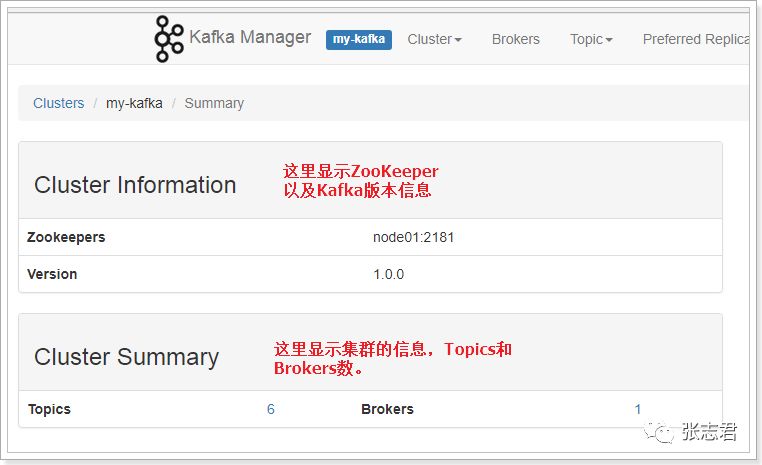 Kafka Manager my-kafka Cluster Brokers Topic Preferred Replica
Clusters / my-kafka / Summary
Cluster Information
这里显示ZooKeeper
以及Kafka版本信息
Zookeepers node01:2181
Version 1.0.0
Cluster Summary
这里显示集群的信息，Topics和
Brokers数。
Topics 6 Brokers 1
张志君